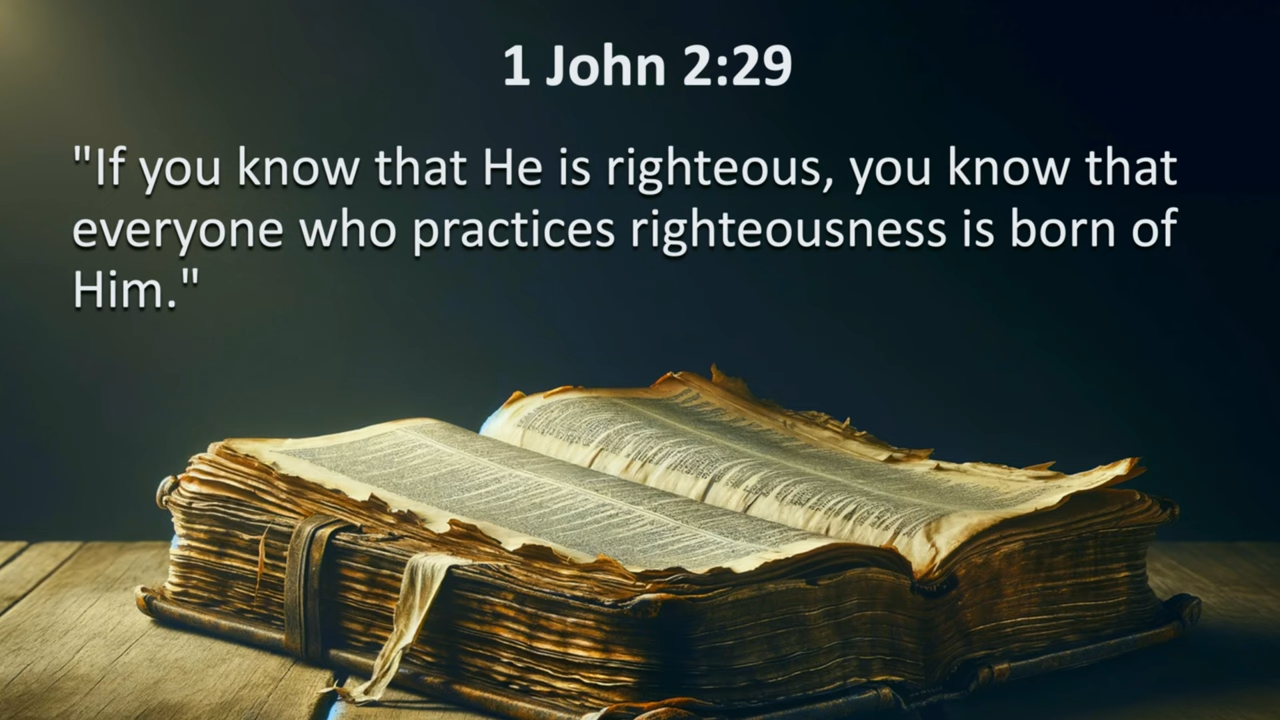 1 John 2:29
"If you know that He is righteous, you know that
everyone who practices righteousness is born of
Him."